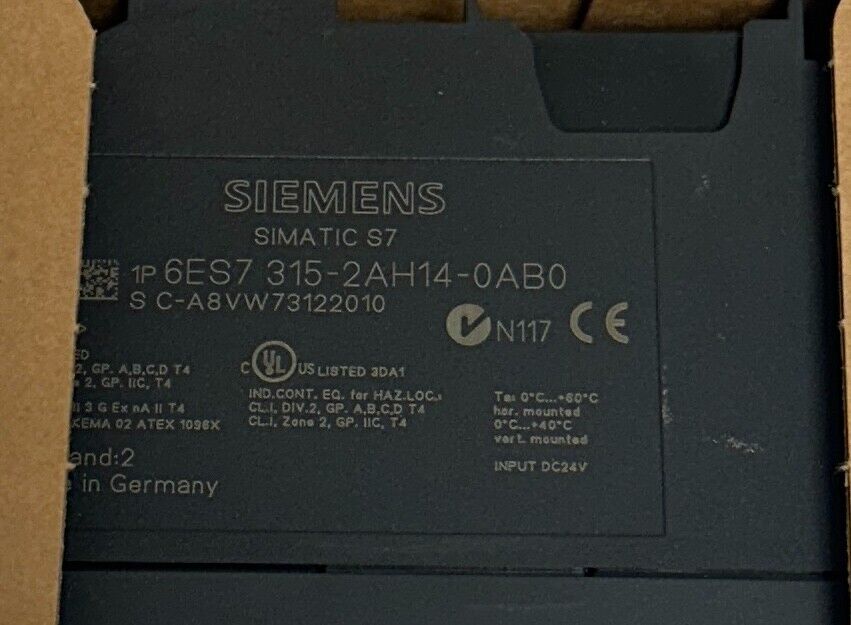 SIEMENS
SIMATIC S7
1P 6ES7 315-2AH14-0AB0
S C-A8VW73122010
N117 CE
C UL US LISTED 3DA1
IND.CONT. EQ. for HAZ.LOC.:
CL.I, DIV.2, GP. A,B,C,D T4
CL.I, Zone 2, GP. IIC, T4
2, GP. A,B,C,D T4
2, GP. IIC, T4
II 3 G Ex nA II T4
KEMA 02 ATEX 1096X
Ta: 0°C...+60°C
hor. mounted
0°C...+40°C
vert. mounted
INPUT DC24V
and:2
in Germany